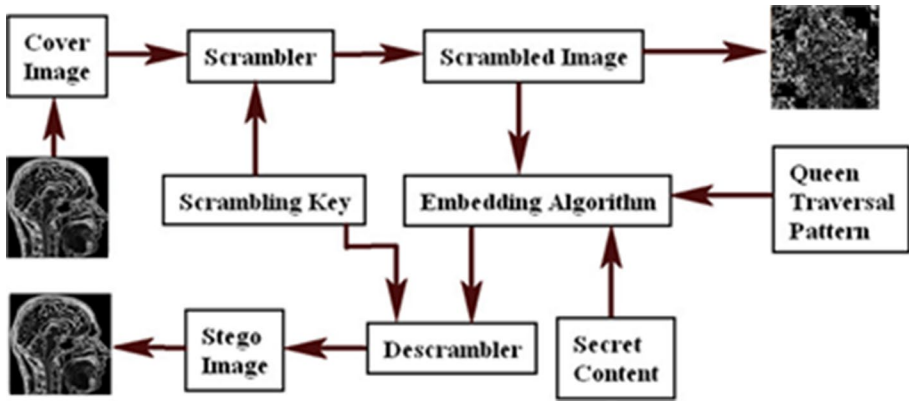 Cover
Image
Scrambler
Scrambled Image
Scrambling Key
Embedding Algorithm
Queen
Traversal
Pattern
Stego
Image
Descrambler
Secret
Content